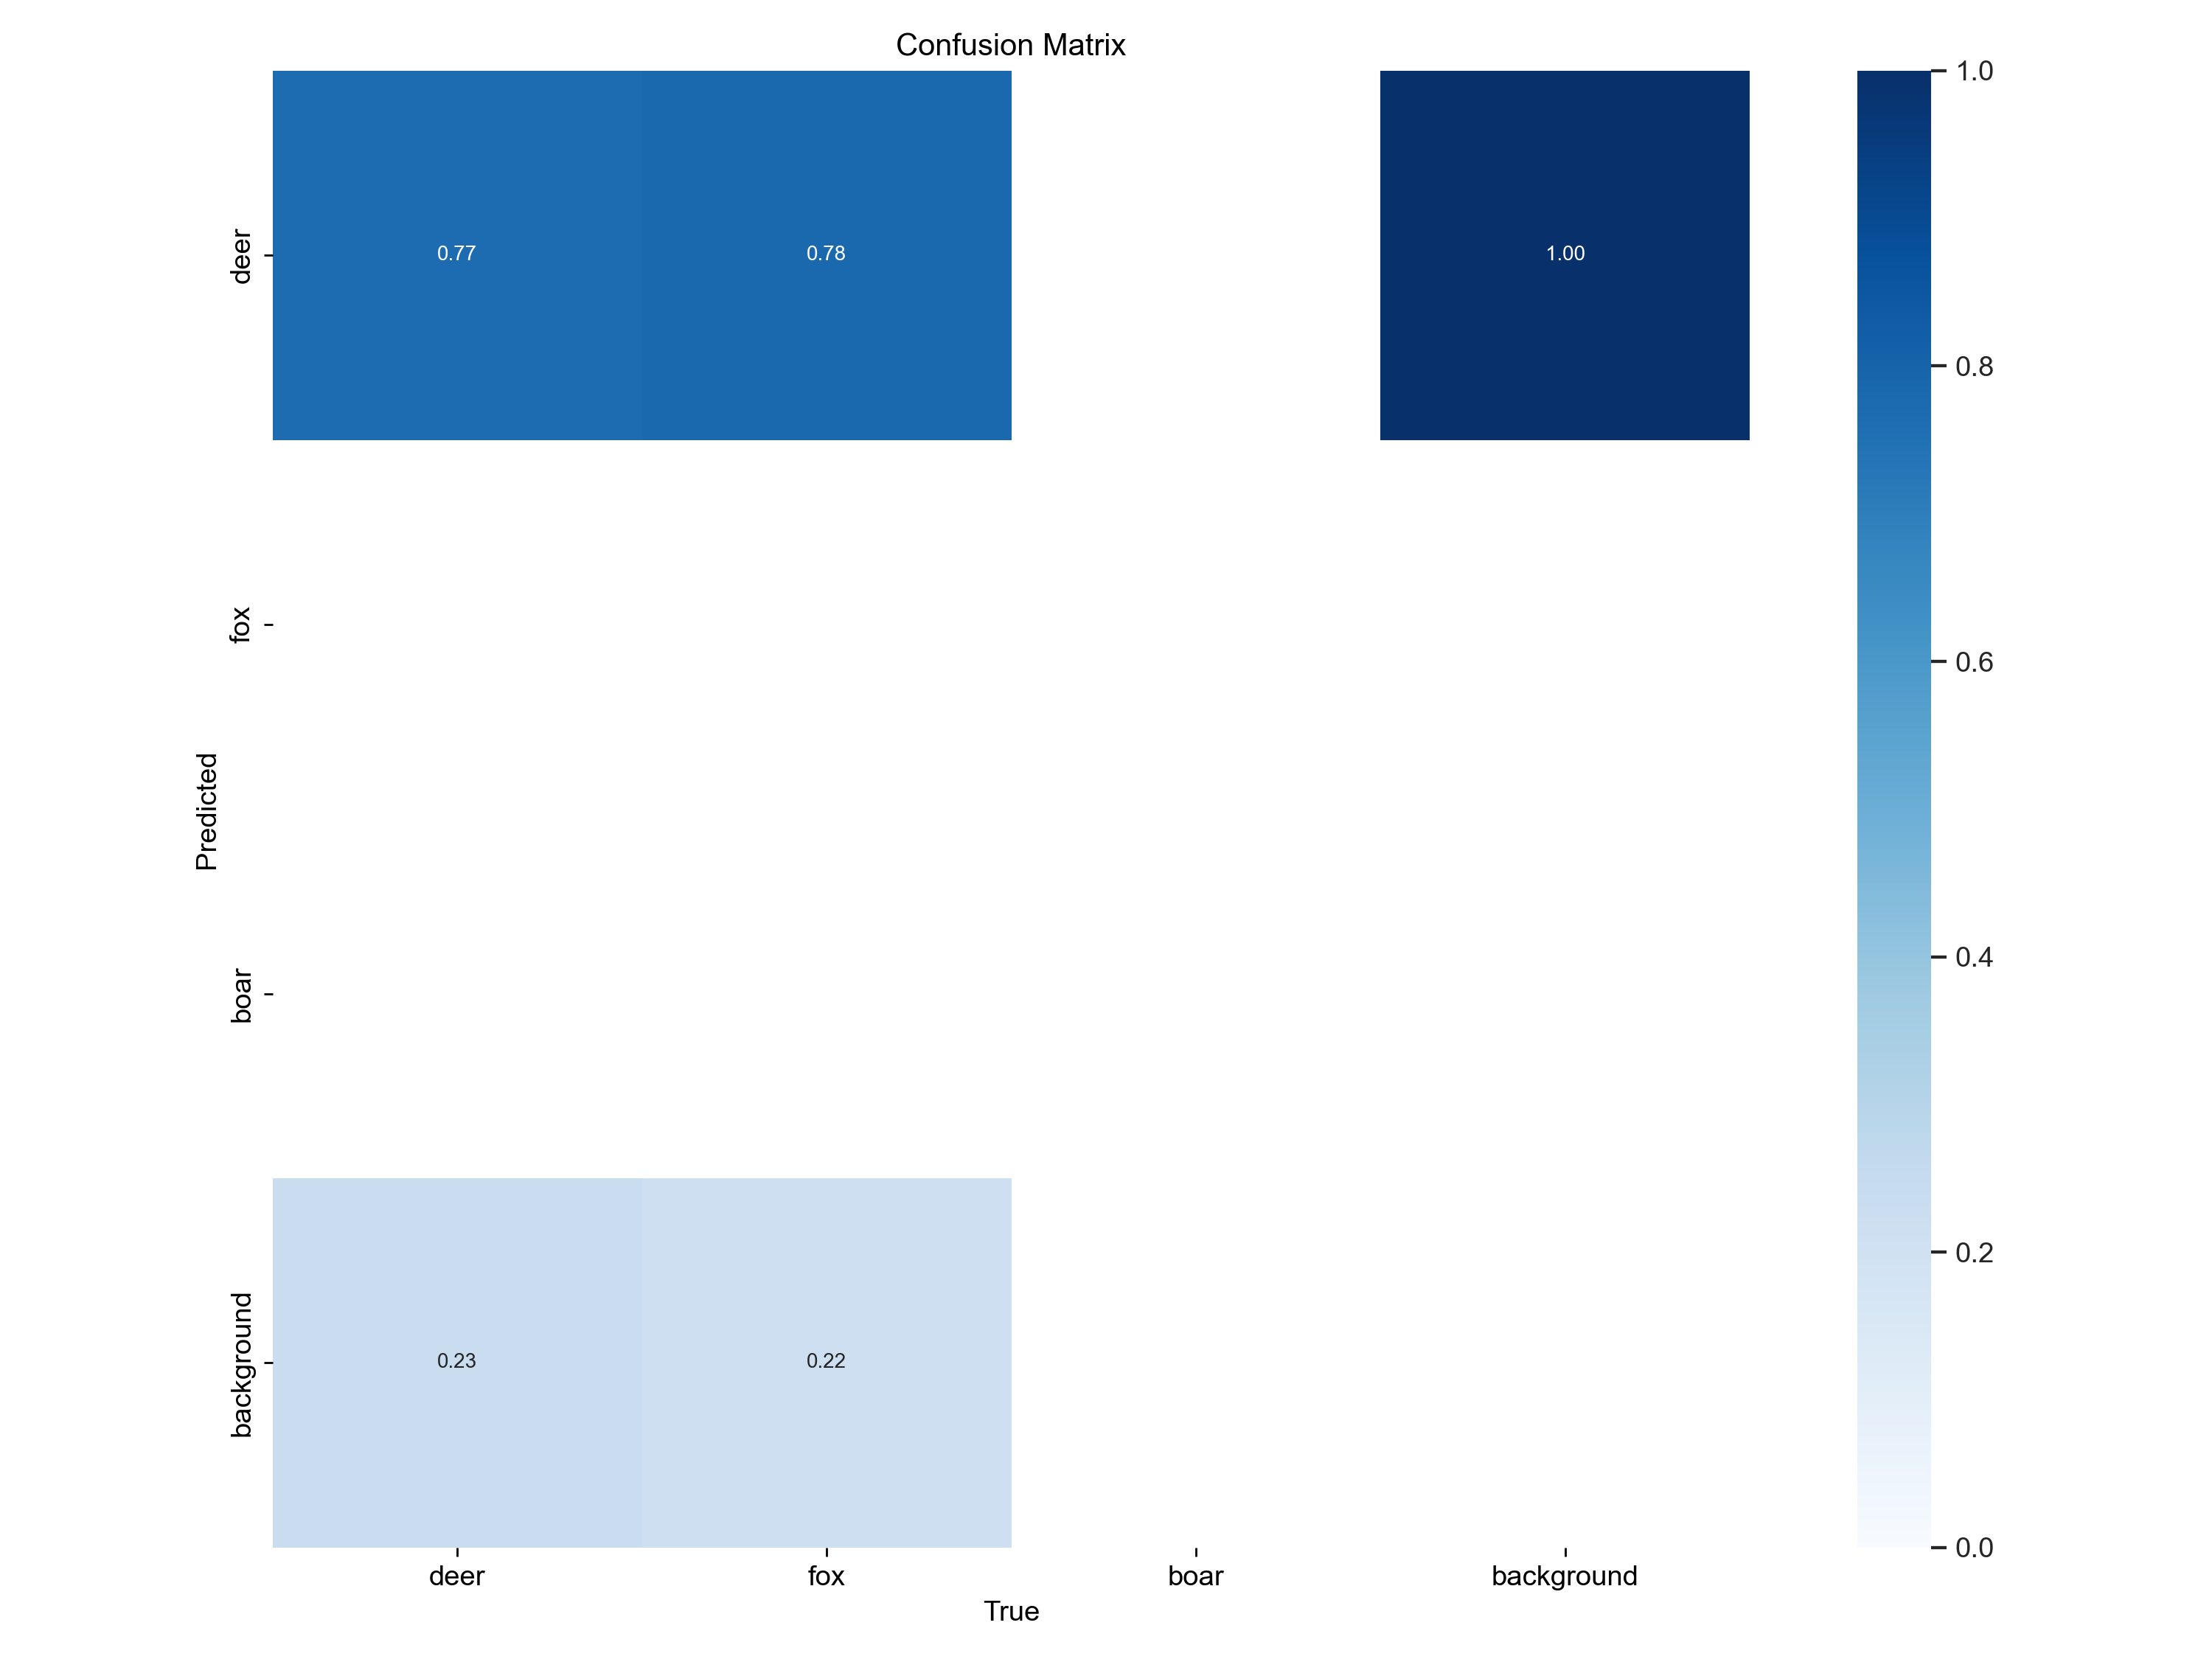 Confusion Matrix
deer
fox
boar
background
Predicted
0.77
0.78
1.00
0.23
0.22
deer
fox
boar
background
True
1.0
0.8
0.6
0.4
0.2
0.0